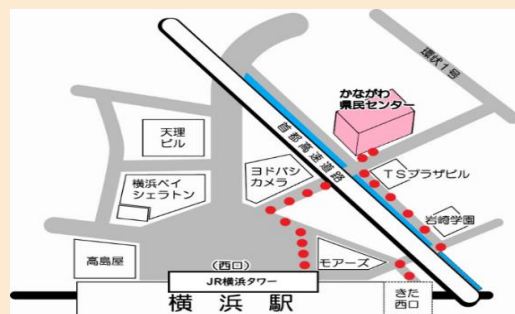 環状1号
かながわ
県民センター
首都高速道路
天理
ビル
ヨドバシ
カメラ
TSプラザビル
横浜ベイ
シェラトン
岩崎学園
高島屋
(西口)
モアーズ
JR横浜タワー
横浜駅
きた
西口